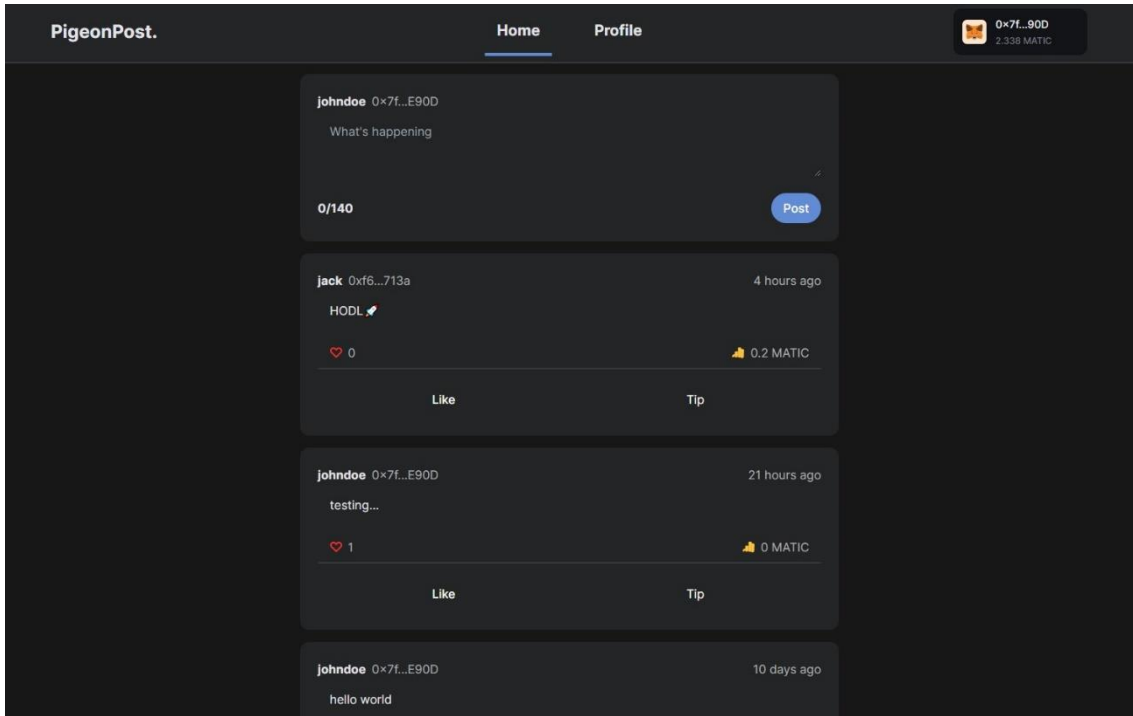 PigeonPost.
Home
Profile
0×7f...90D
2.338 MATIC
johndoe 0×7f...E90D
What's happening
0/140
Post
jack 0xf6...713a
4 hours ago
HODL 🚀
0
0.2 MATIC
Like
Tip
johndoe 0×7f...E90D
21 hours ago
testing...
1
0 MATIC
Like
Tip
johndoe 0×7f...E90D
10 days ago
hello world